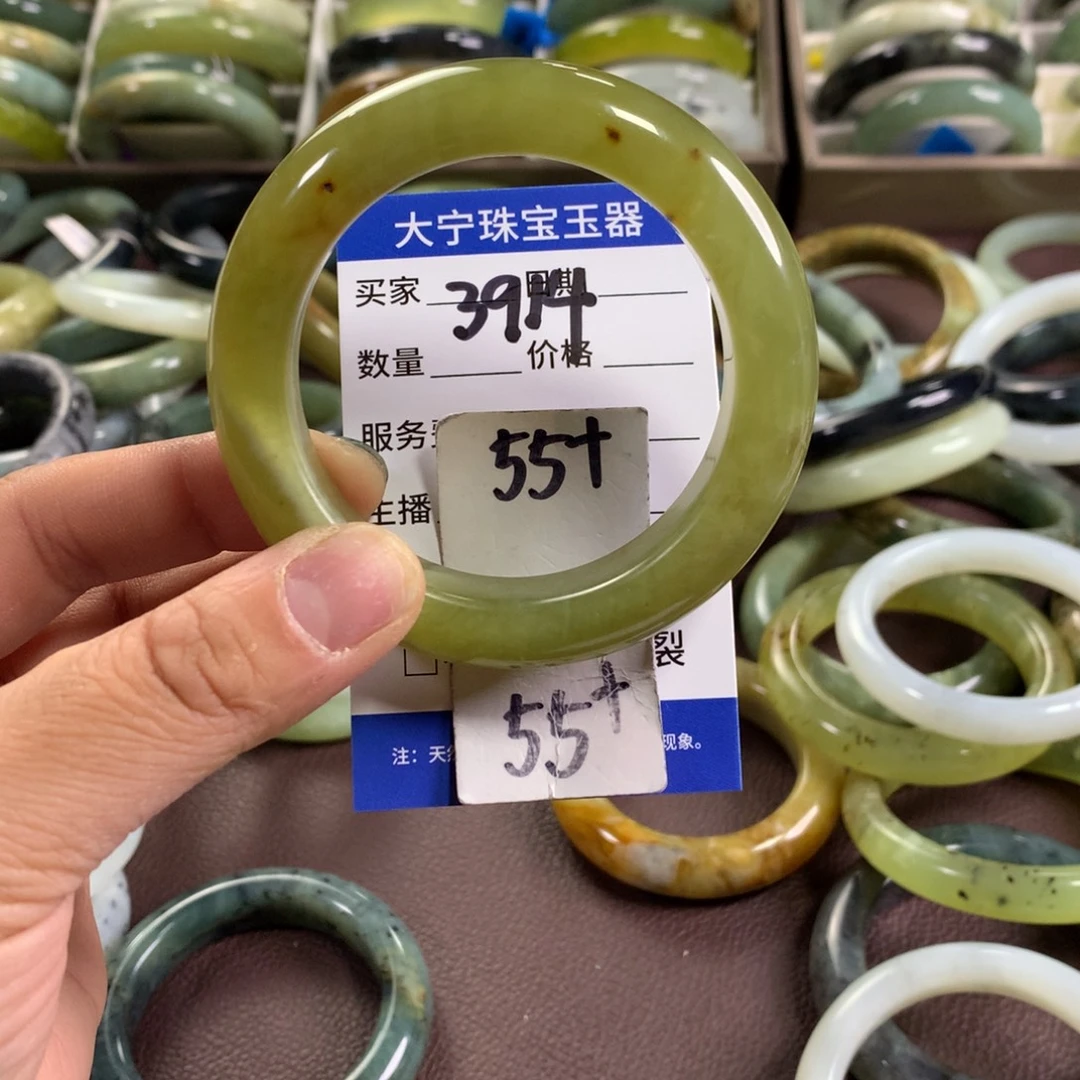 大宁珠宝玉器
买家 日期
3914
数量 价格
服务
55+
主播
裂
55+
注：天 现象。